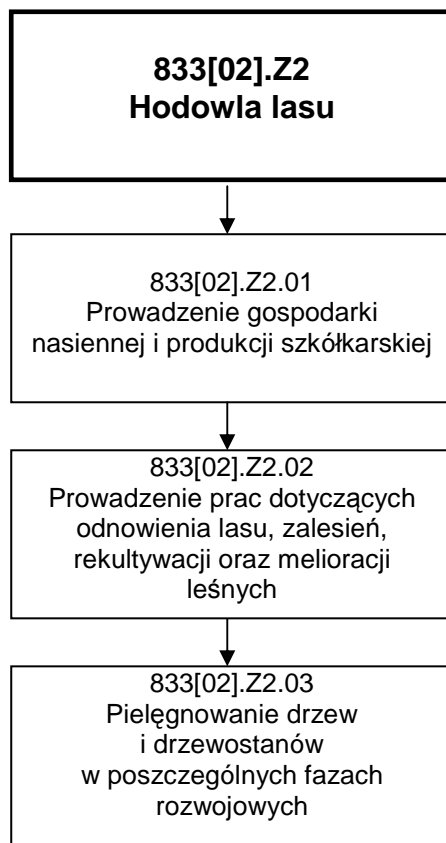 833[02].Z2
Hodowla lasu
833[02].Z2.01
Prowadzenie gospodarki
nasiennej i produkcji szkółkarskiej
833[02].Z2.02
Prowadzenie prac dotyczących
odnowienia lasu, zalesień,
rekultywacji oraz melioracji
leśnych
833[02].Z2.03
Pielęgnowanie drzew
i drzewostanów
w poszczególnych fazach
rozwojowych